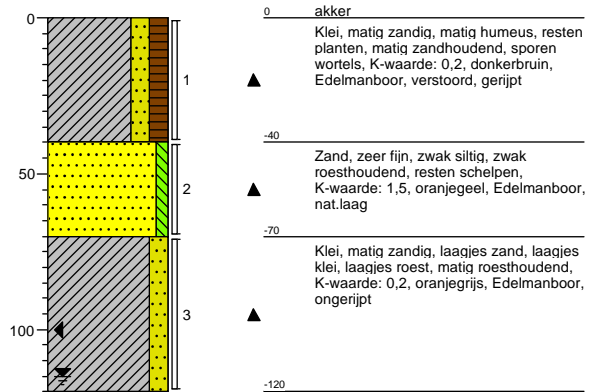 0
0
akker
Klei, matig zandig, matig humeus, resten
planten, matig zandhoudend, sporen
wortels, K-waarde: 0,2, donkerbruin,
Edelmanboor, verstoord, gerijpt
1
-40
50
Zand, zeer fijn, zwak siltig, zwak
roesthoudend, resten schelpen,
K-waarde: 1,5, oranjegeel, Edelmanboor,
nat.laag
2
-70
Klei, matig zandig, laagjes zand, laagjes
klei, laagjes roest, matig roesthoudend,
K-waarde: 0,2, oranjegrijs, Edelmanboor,
ongerijpt
3
100
-120